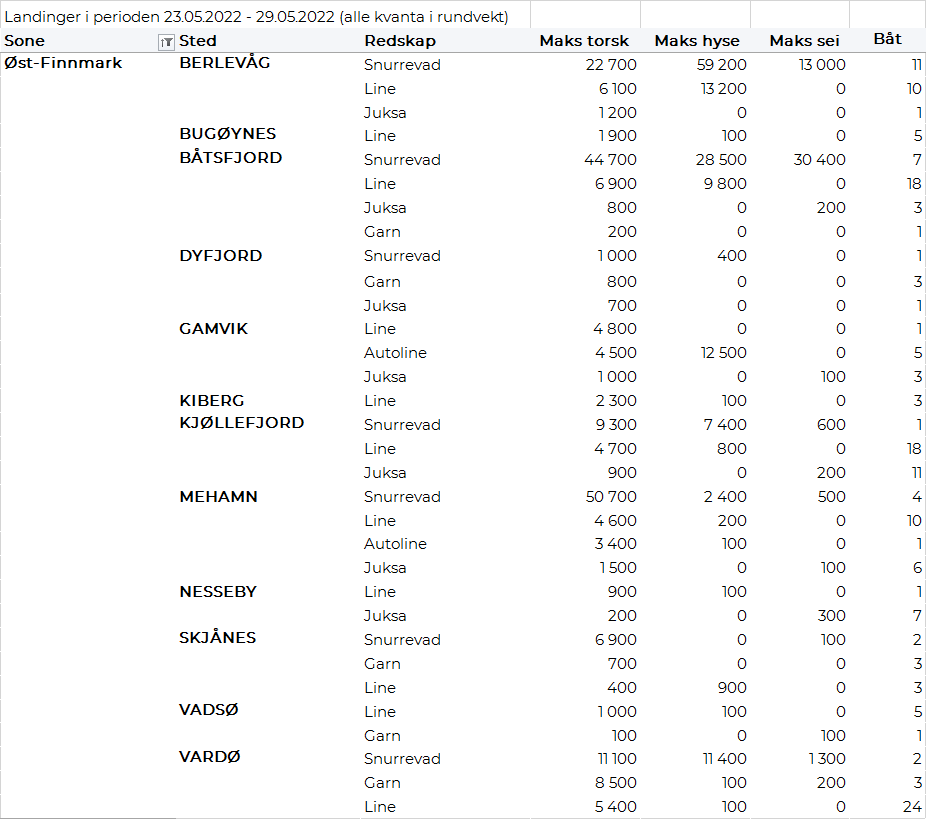 Landinger i perioden 23.05.2022 - 29.05.2022 (alle kvanta i rundvekt)
Sone Sted Redskap Maks torsk Maks hyse Maks sei Båt
Øst-Finnmark BERLEVÅG Snurrevad 22 700 59 200 13 000 11
Line 6 100 13 200 0 10
Juksa 1 200 0 0 1
BUGØYNES Line 1 900 100 0 5
BÅTSFJORD Snurrevad 44 700 28 500 30 400 7
Line 6 900 9 800 0 18
Juksa 800 0 200 3
Garn 200 0 0 1
DYFJORD Snurrevad 1 000 400 0 1
Garn 800 0 0 3
Juksa 700 0 0 1
GAMVIK Line 4 800 0 0 1
Autoline 4 500 12 500 0 5
Juksa 1 000 0 100 3
KIBERG Line 2 300 100 0 3
KJØLLEFJORD Snurrevad 9 300 7 400 600 1
Line 4 700 800 0 18
Juksa 900 0 200 11
MEHAMN Snurrevad 50 700 2 400 500 4
Line 4 600 200 0 10
Autoline 3 400 100 0 1
Juksa 1 500 0 100 6
NESSEBY Line 900 100 0 1
Juksa 200 0 300 7
SKJÅNES Snurrevad 6 900 0 100 2
Garn 700 0 0 3
Line 400 900 0 3
VADSØ Line 1 000 100 0 5
Garn 100 0 100 1
VARDØ Snurrevad 11 100 11 400 1 300 2
Garn 8 500 100 200 3
Line 5 400 100 0 24